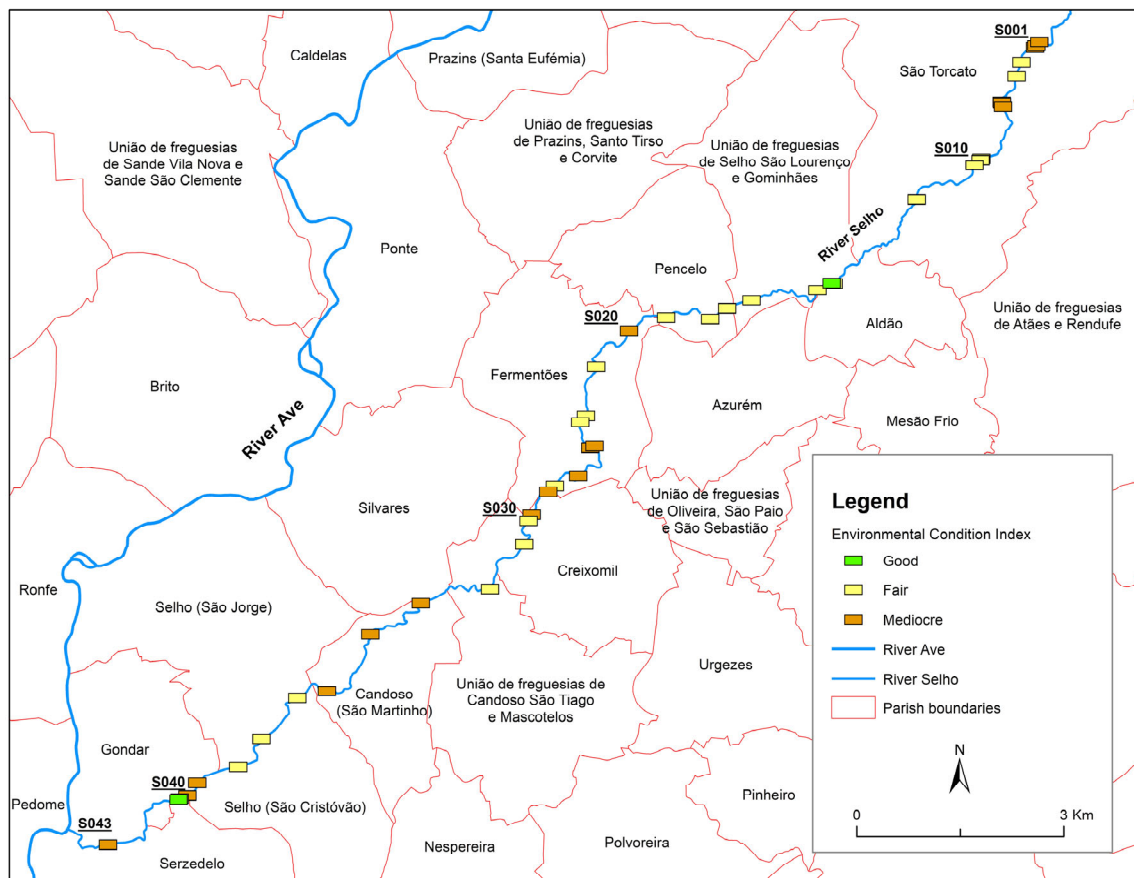 S001
Caldelas
Prazins (Santa Eufémia)
São Torcato
União de freguesias
de Sande Vila Nova e
Sande São Clemente
União de freguesias
de Prazins, Santo Tirso
e Corvite
União de freguesias
de Selho São Lourenço
e Gominhães
S010
Ponte
River Selho
Pencelo
União de freguesias
de Atães e Rendufe
S020
Aldão
Brito
Fermentões
Azurém
Mesão Frio
River Ave
Silvares
S030
União de freguesias
de Oliveira, São Paio
e São Sebastião
Creixomil
Ronfe
Selho (São Jorge)
Urgezes
União de freguesias de
Candoso São Tiago
e Mascotelos
Candoso
(São Martinho)
Gondar
S040
Pedome
Selho (São Cristóvão)
Pinheiro
S043
Serzedelo
Nespereira
Polvoreira
Legend
Environmental Condition Index
Good
Fair
Mediocre
River Ave
River Selho
Parish boundaries
N
0
3 Km